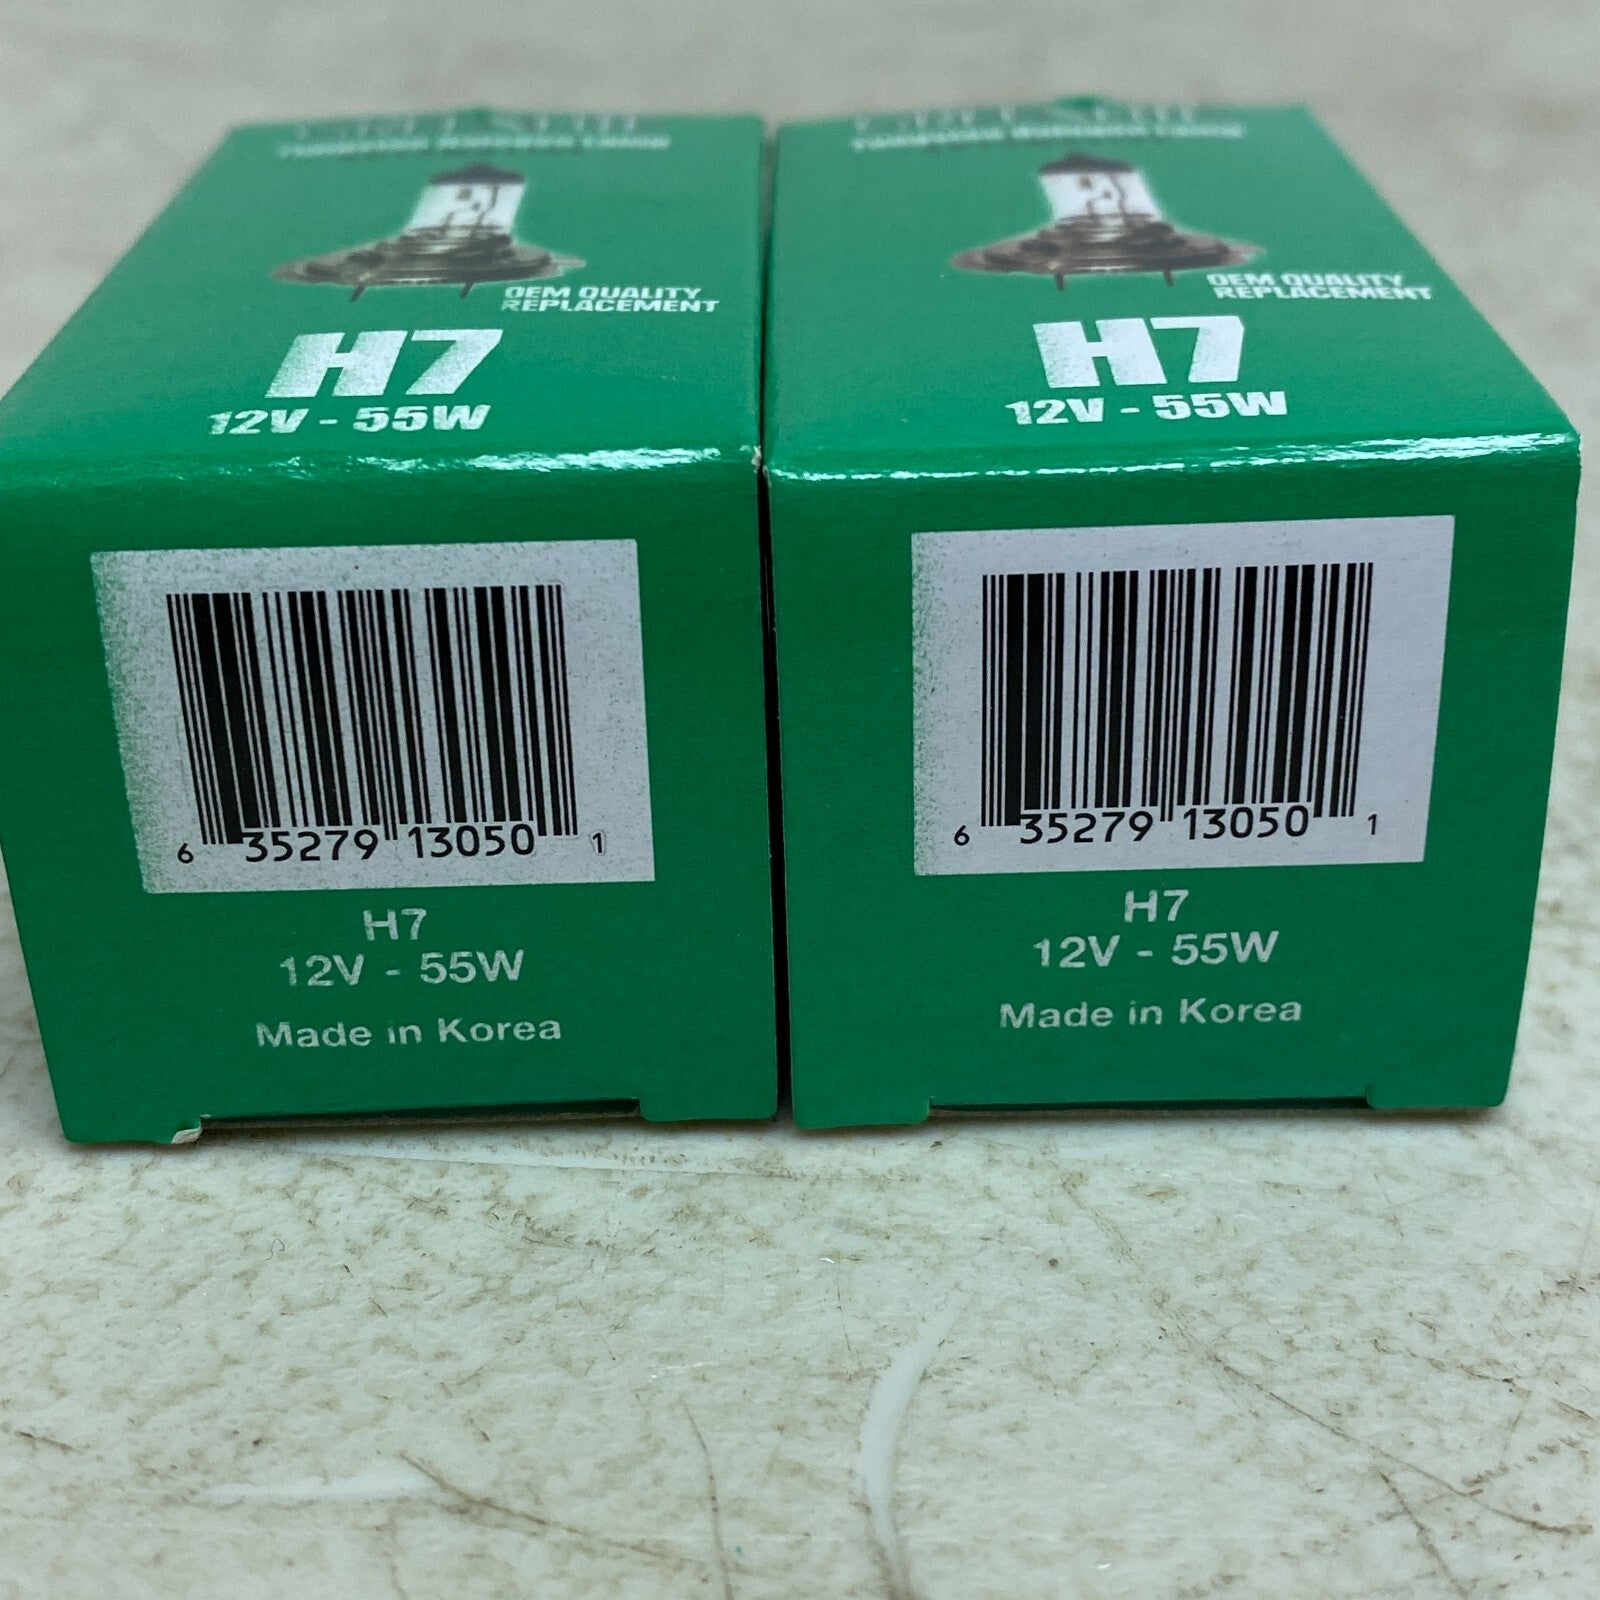 OEM QUALITY
REPLACEMENT
H7
12V - 55W
6 35279 13050 1
H7
12V - 55W
Made in Korea
OEM QUALITY
REPLACEMENT
H7
12V - 55W
6 35279 13050 1
H7
12V - 55W
Made in Korea